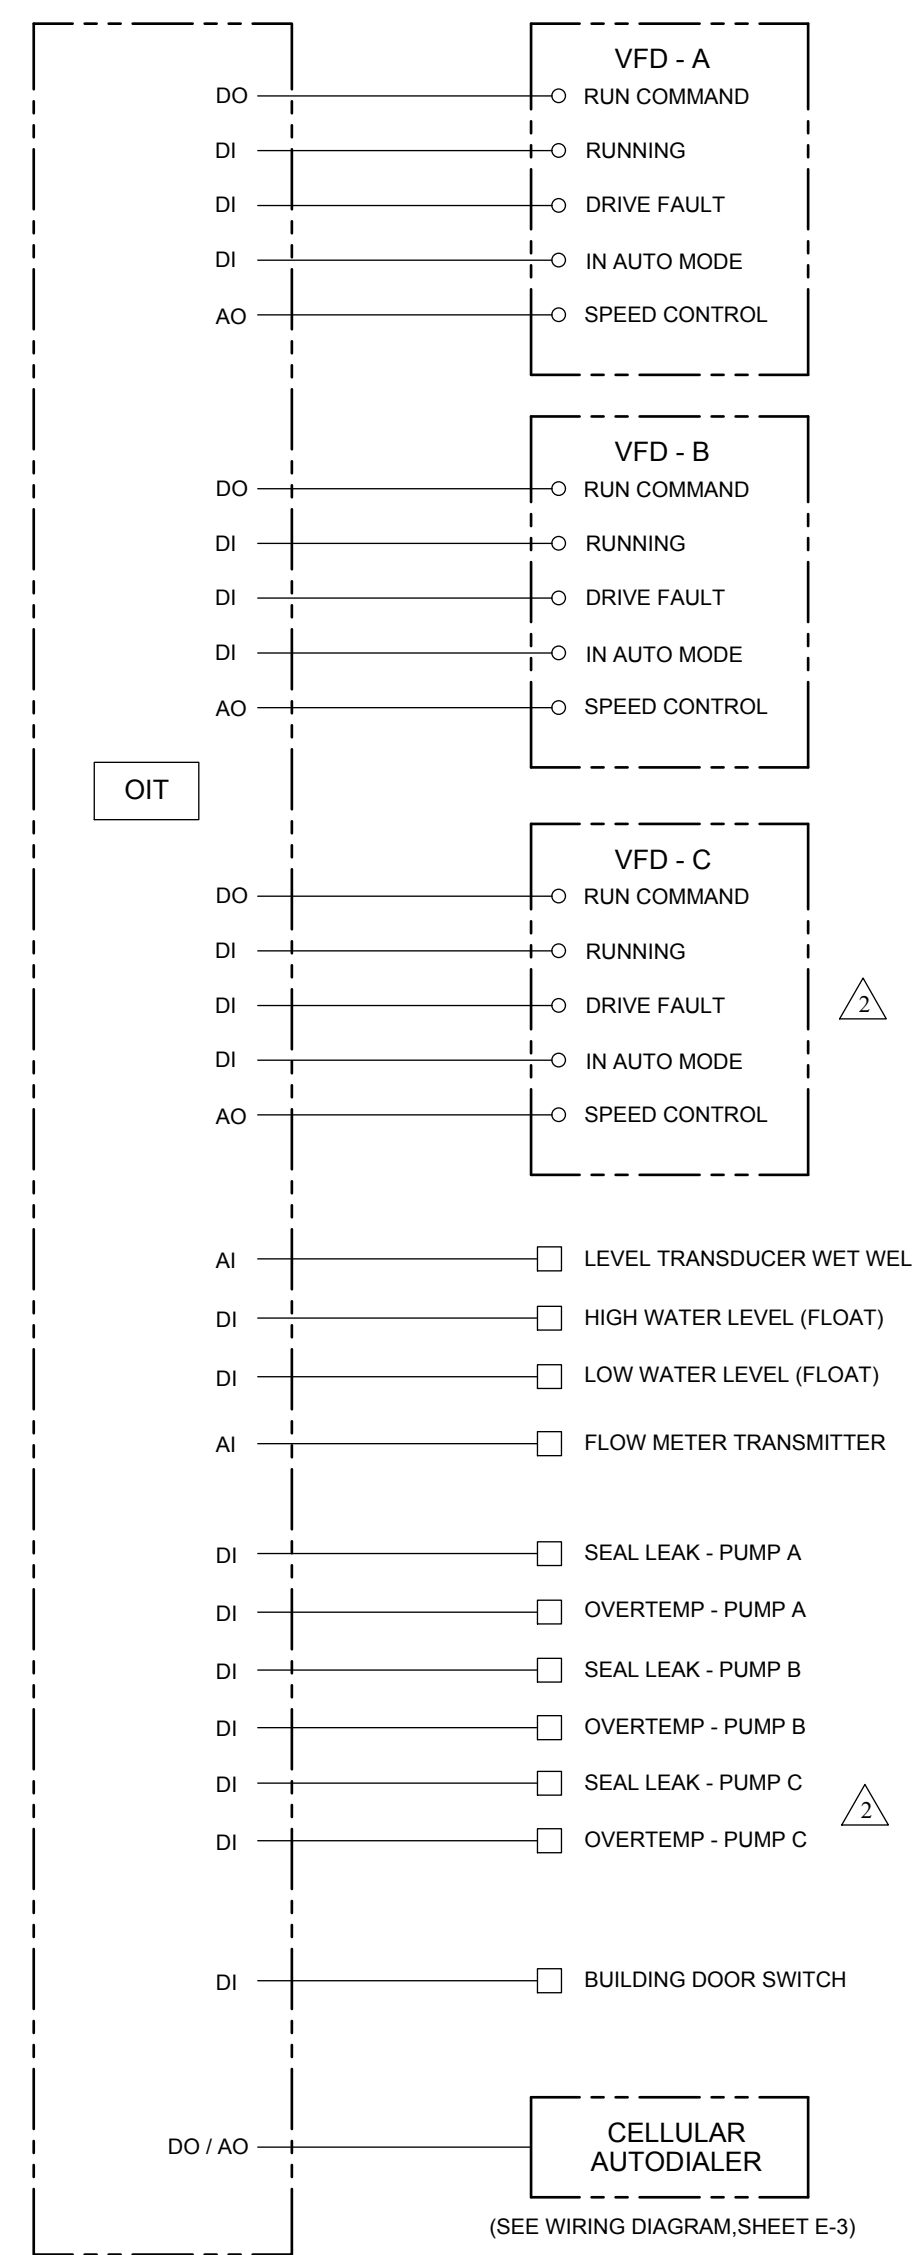 VFD - A
DO RUN COMMAND
DI RUNNING
DI DRIVE FAULT
DI IN AUTO MODE
AO SPEED CONTROL
VFD - B
DO RUN COMMAND
DI RUNNING
DI DRIVE FAULT
DI IN AUTO MODE
AO SPEED CONTROL
OIT
VFD - C
DO RUN COMMAND
DI RUNNING
DI DRIVE FAULT 2
DI IN AUTO MODE
AO SPEED CONTROL
AI LEVEL TRANSDUCER WET WEL
DI HIGH WATER LEVEL (FLOAT)
DI LOW WATER LEVEL (FLOAT)
AI FLOW METER TRANSMITTER
DI SEAL LEAK - PUMP A
DI OVERTEMP - PUMP A
DI SEAL LEAK - PUMP B
DI OVERTEMP - PUMP B
DI SEAL LEAK - PUMP C
2
DI OVERTEMP - PUMP C
DI BUILDING DOOR SWITCH
DO / AO CELLULAR
AUTODIALER
(SEE WIRING DIAGRAM,SHEET E-3)